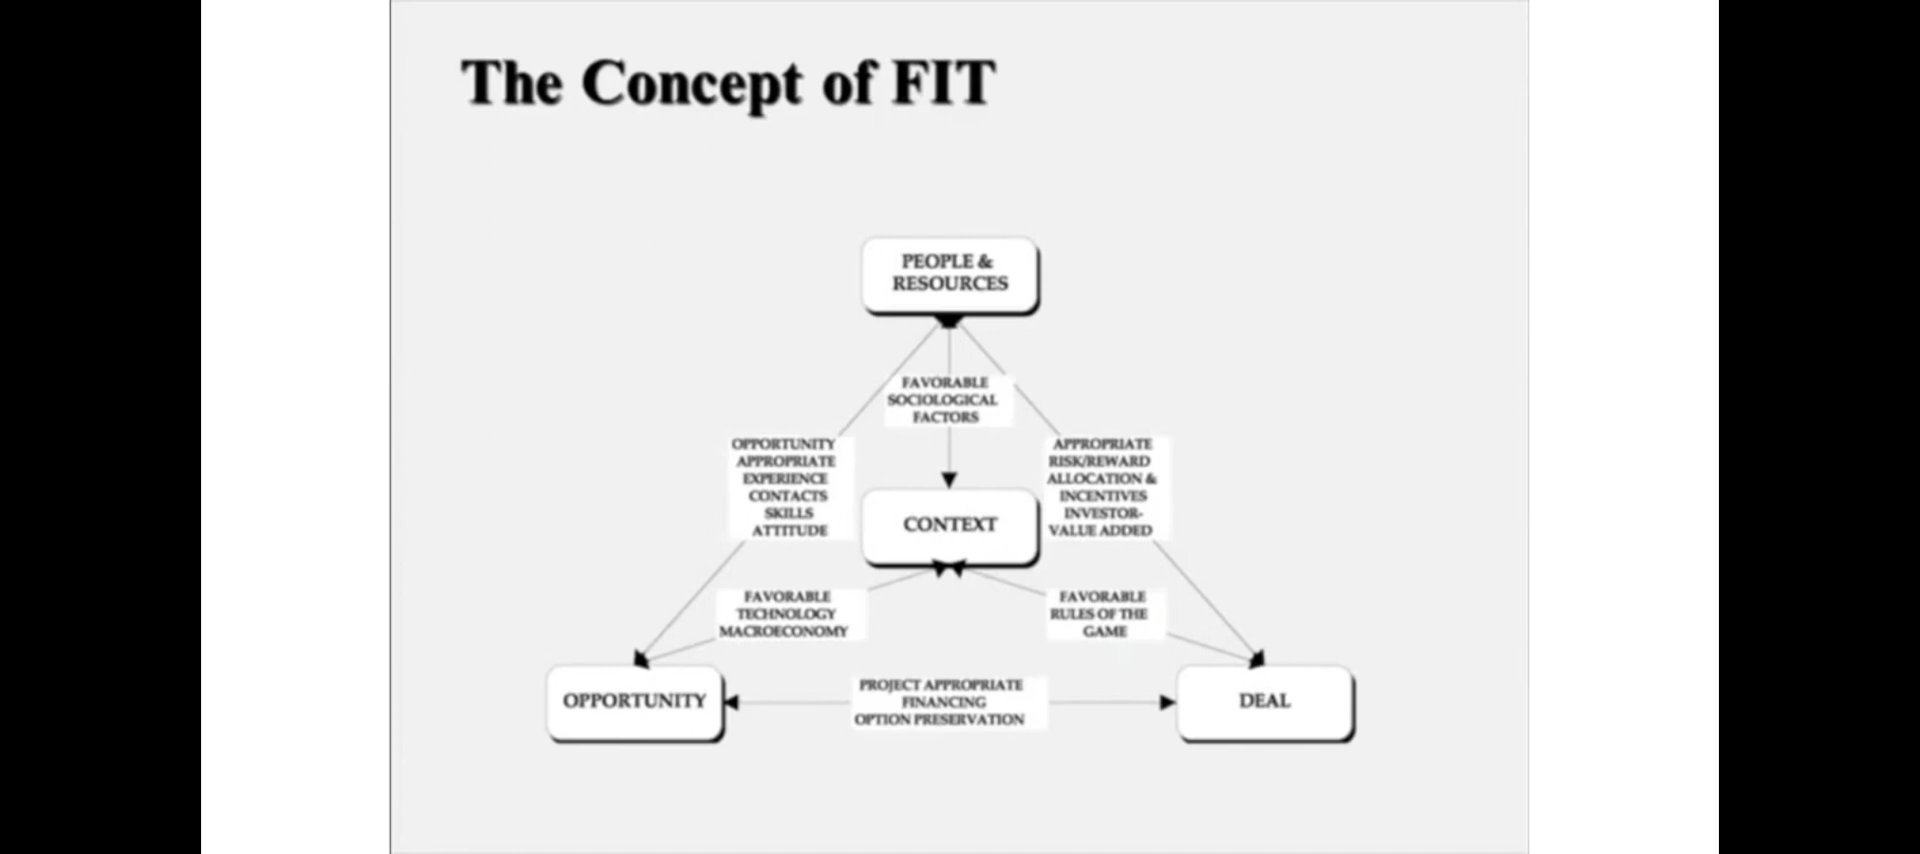 The Concept of FIT
PEOPLE &
RESOURCES
FAVORABLE
SOCIOLOGICAL
FACTORS
OPPORTUNITY
APPROPRIATE
EXPERIENCE
CONTACTS
SKILLS
ATTITUDE
APPROPRIATE
RISK/REWARD
ALLOCATION &
INCENTIVES
INVESTOR-
VALUE ADDED
CONTEXT
FAVORABLE
TECHNOLOGY
MACROECONOMY
FAVORABLE
RULES OF THE
GAME
OPPORTUNITY
PROJECT APPROPRIATE
FINANCING
OPTION PRESERVATION
DEAL